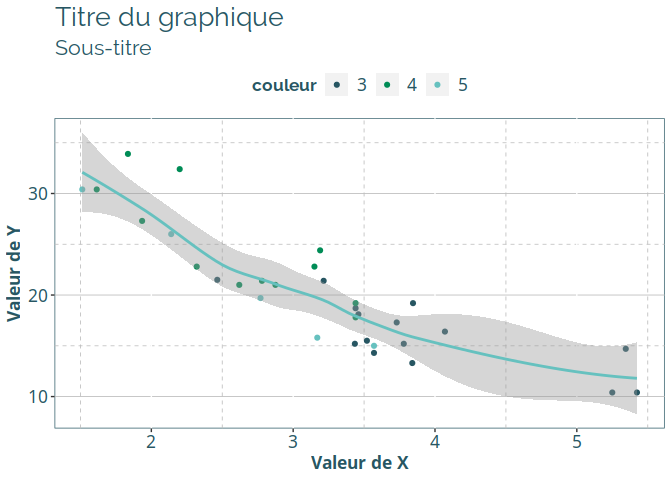 Titre du graphique
Sous-titre
couleur 3 4 5
Valeur de Y
30
20
10
2 3 4 5
Valeur de X